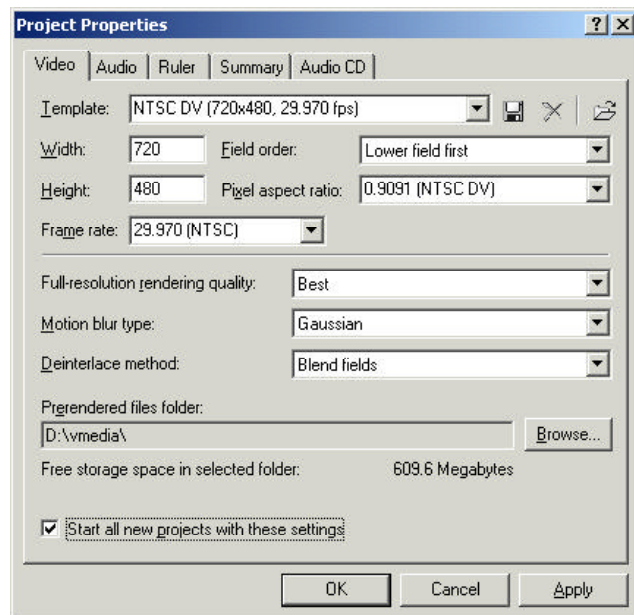 Project Properties
Video Audio Ruler Summary Audio CD
Template: NTSC DV (720x480, 29.970 fps)
Width: 720 Field order: Lower field first
Height: 480 Pixel aspect ratio: 0.9091 (NTSC DV)
Frame rate: 29.970 (NTSC)
Full-resolution rendering quality: Best
Motion blur type: Gaussian
Deinterlace method: Blend fields
Prerendered files folder:
D:\vmedia\ Browse...
Free storage space in selected folder: 609.6 Megabytes
Start all new projects with these settings
OK Cancel Apply